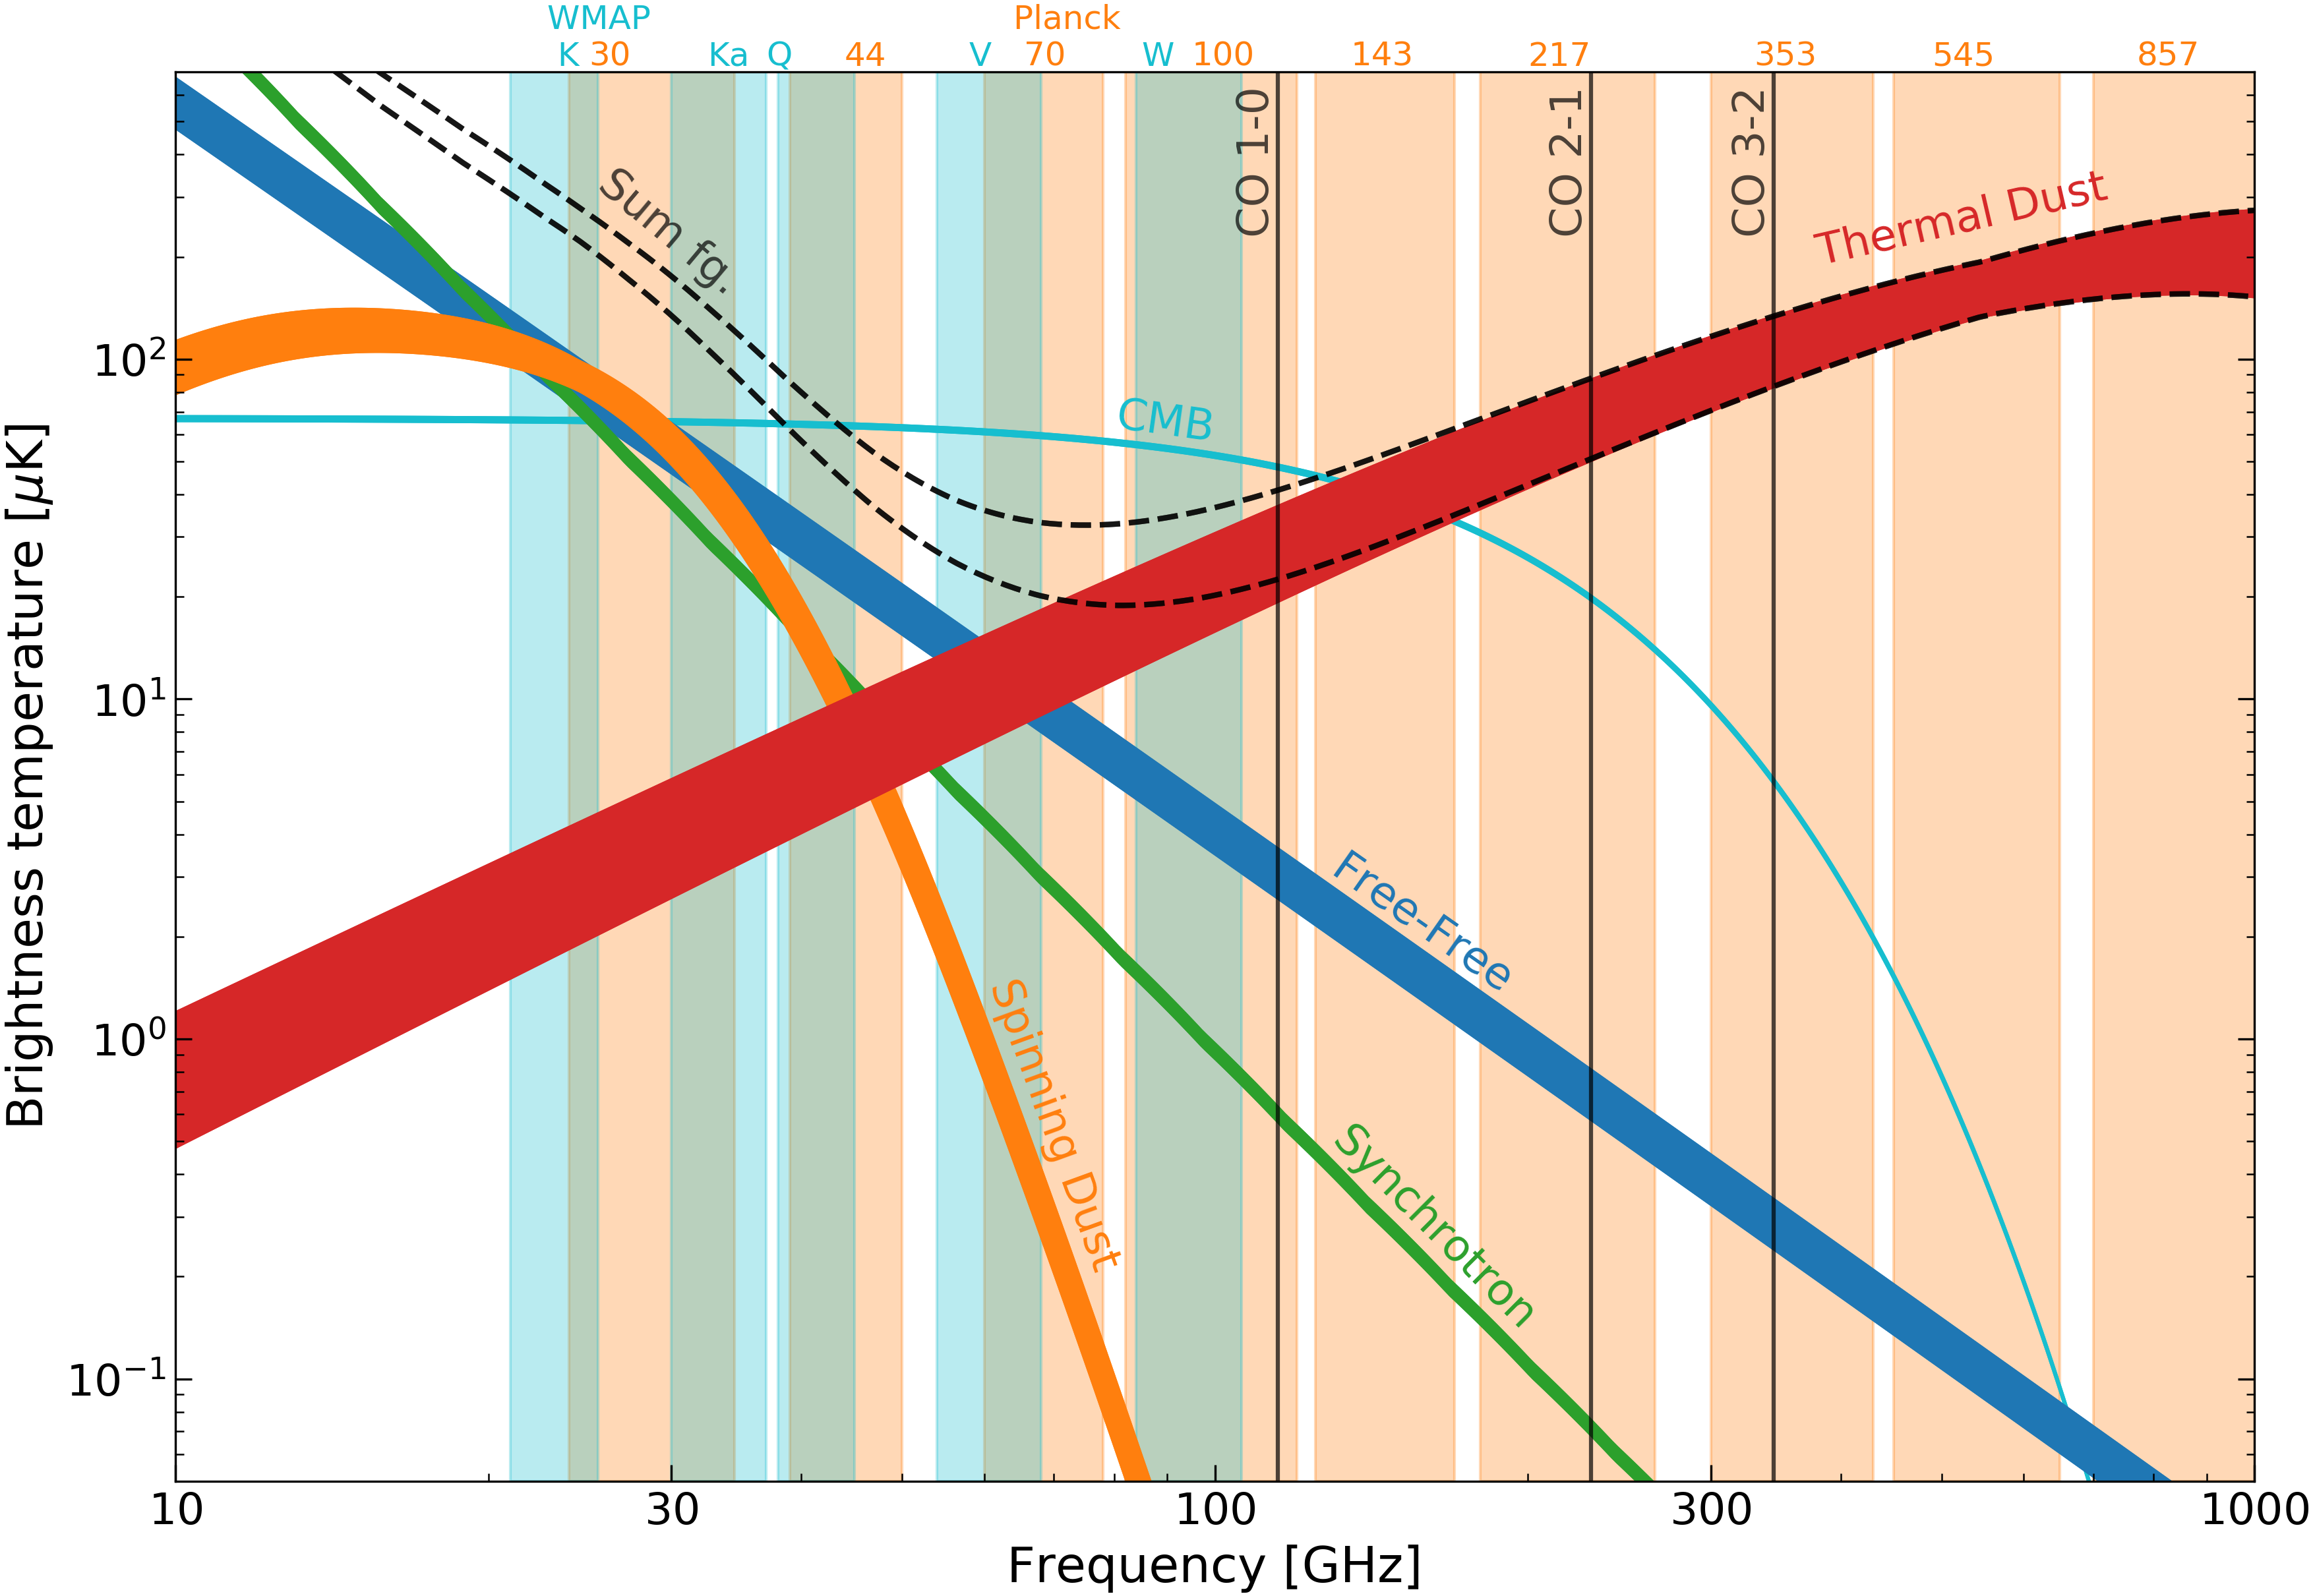 WMAP Planck
K 30 Ka Q 44 V 70 W 100 143 217 353 545 857
CO 1-0
CO 2-1
CO 3-2
Sum fg.
Thermal Dust
CMB
Free-Free
Spinning Dust
Synchrotron
Brightness temperature [μK]
10²
10¹
10⁰
10⁻¹
10 30 100 300 1000
Frequency [GHz]